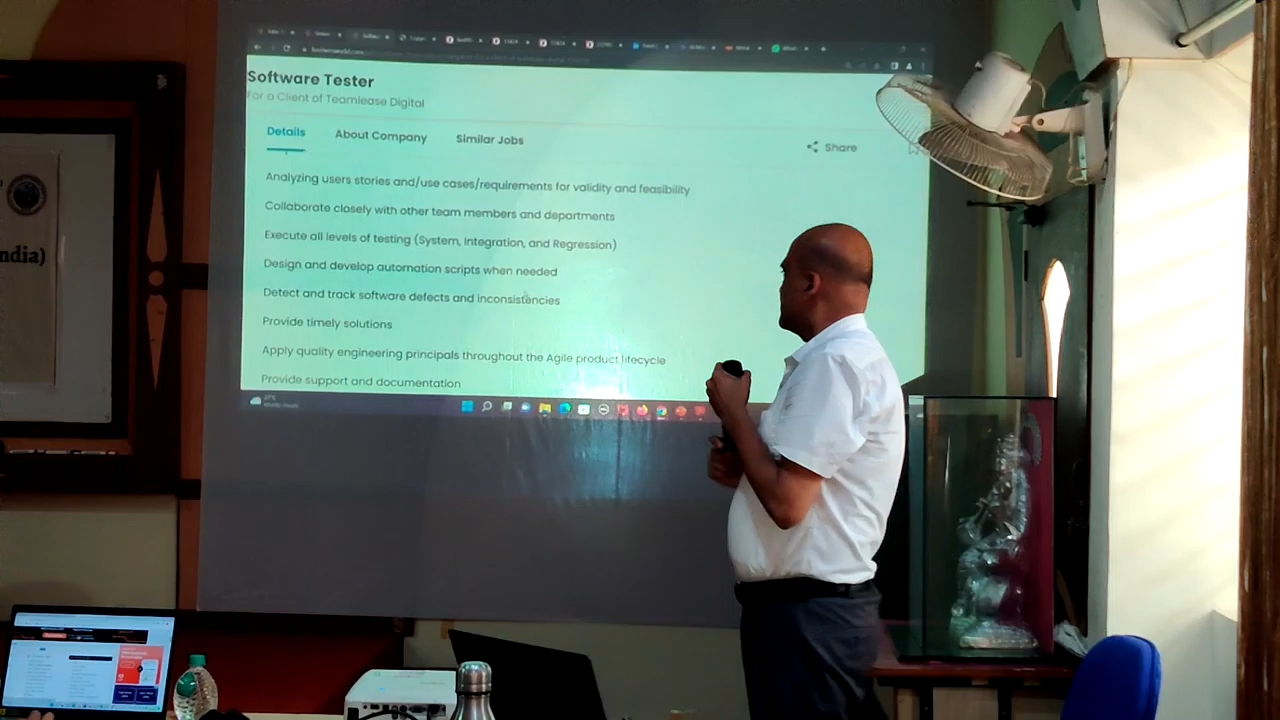 Software Tester
For a Client of Teamlease Digital
Details About Company Similar Jobs
Share
Analyzing users stories and/use cases/requirements for validity and feasibility
Collaborate closely with other team members and departments
Execute all levels of testing (System, Integration, and Regression)
Design and develop automation scripts when needed
Detect and track software defects and inconsistencies
Provide timely solutions
Apply quality engineering principals throughout the Agile product lifecycle
Provide support and documentation
ndia)